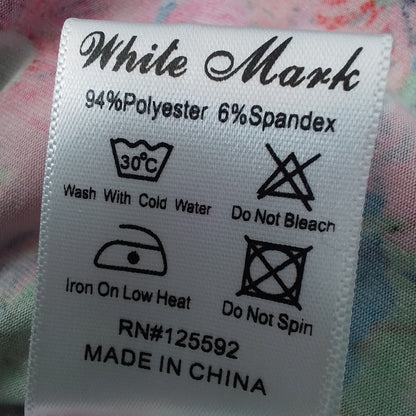 White Mark
94%Polyester 6%Spandex
30°C
Wash With Cold Water
Do Not Bleach
Iron On Low Heat
Do Not Spin
RN#125592
MADE IN CHINA